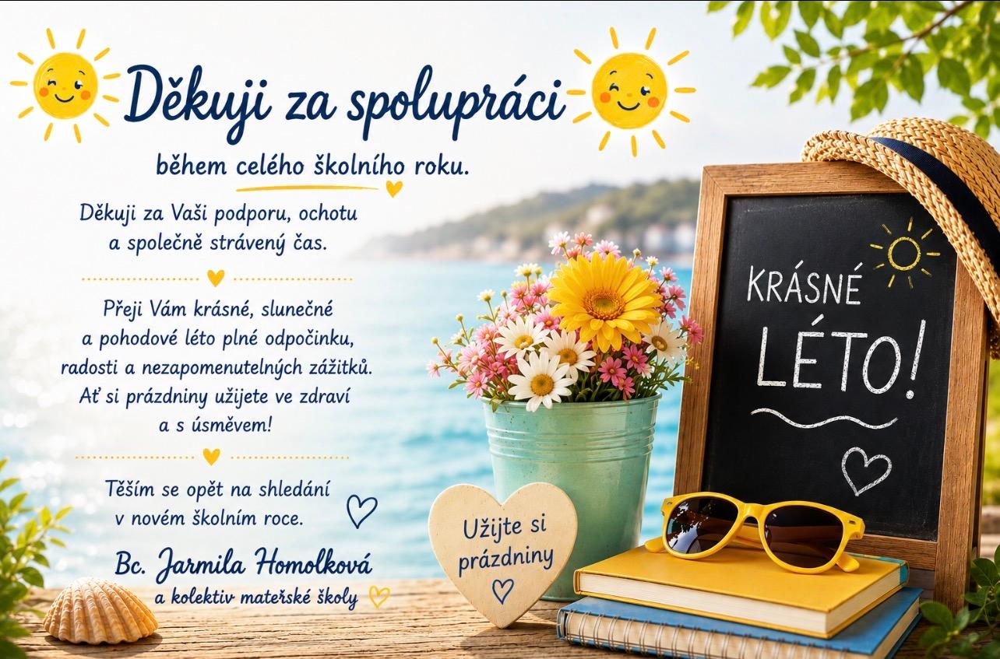 Děkuji za spolupráci
během celého školního roku.
Děkuji za Vaši podporu, ochotu
a společně strávený čas.
Přeji Vám krásné, slunečné
a pohodové léto plné odpočinku,
radosti a nezapomenutelných zážitků.
Ať si prázdniny užijete ve zdraví
a s úsměvem!
Těším se opět na shledání
v novém školním roce.
Bc. Jarmila Homolková
a kolektiv mateřské školy
Užijte si
prázdniny
KRÁSNÉ
LÉTO!